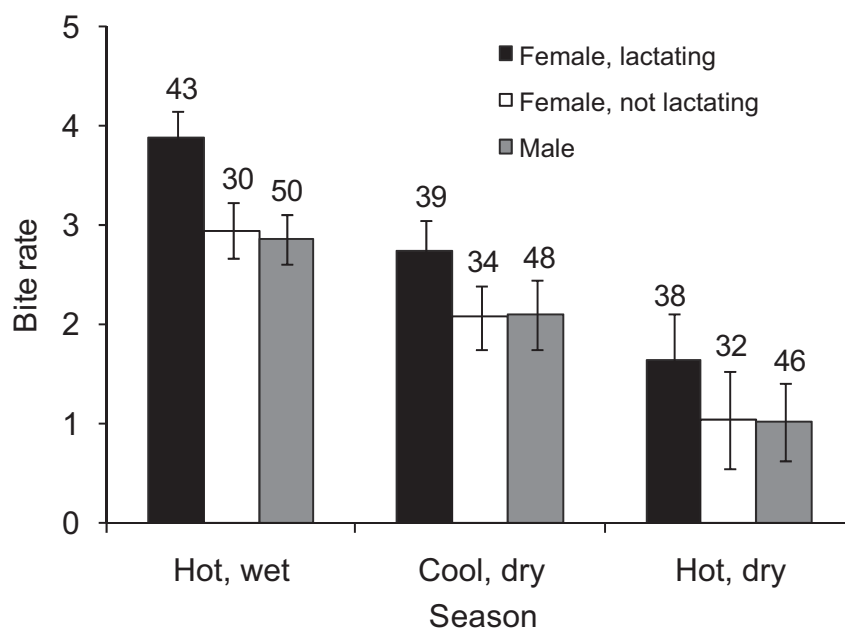 5
4
3
2
1
0
Bite rate
Female, lactating
Female, not lactating
Male
43
30
50
39
34
48
38
32
46
Hot, wet
Cool, dry
Hot, dry
Season